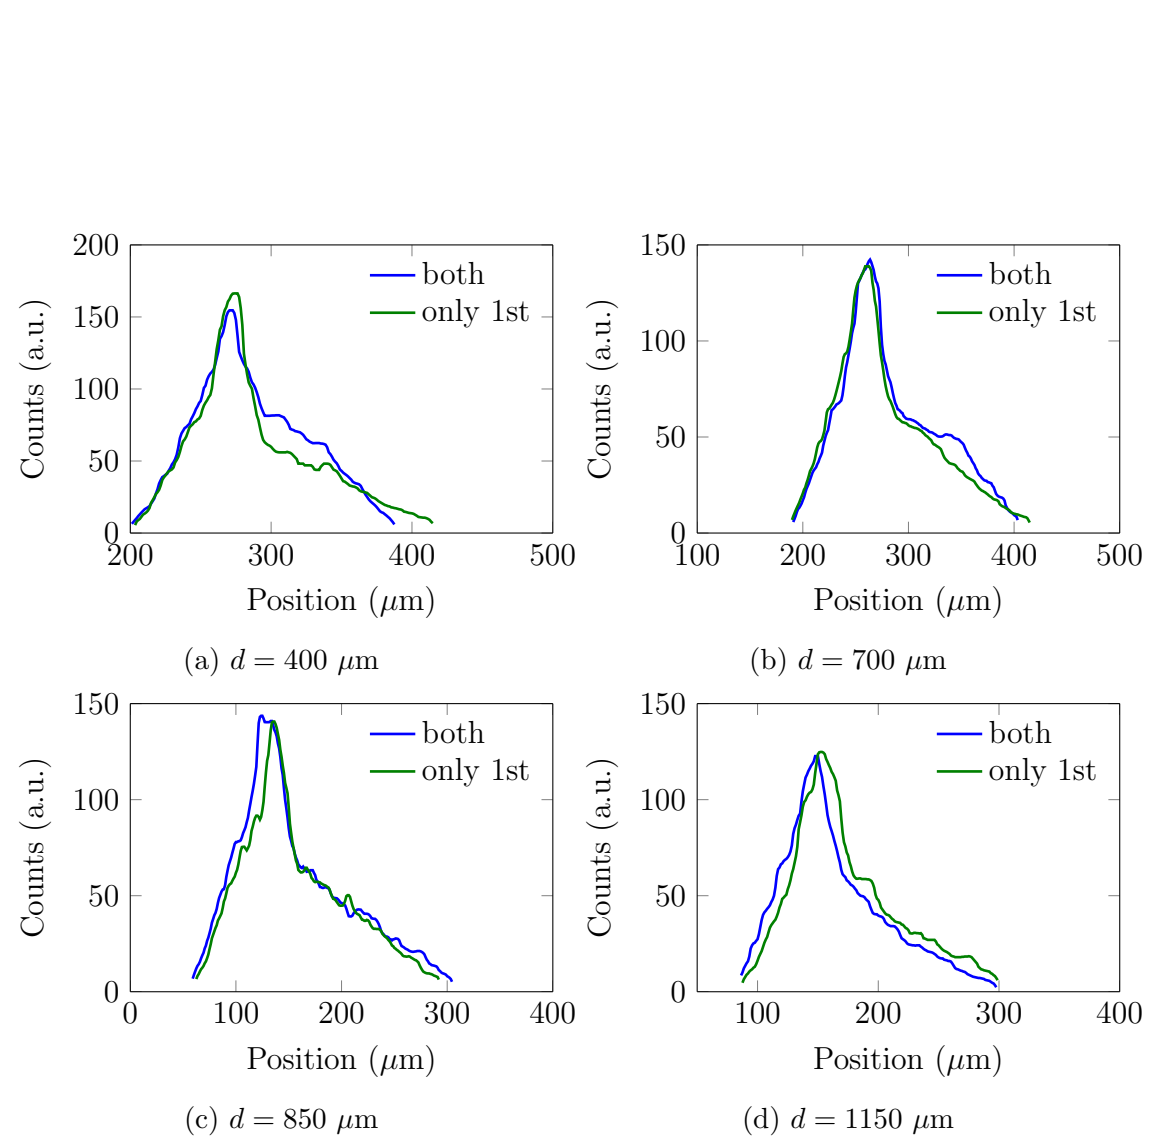 200
150
100
50
0
200 300 400 500
Counts (a.u.)
Position (μm)
both
only 1st
(a) d = 400 μm
150
100
50
0
100 200 300 400 500
Counts (a.u.)
Position (μm)
both
only 1st
(b) d = 700 μm
150
100
50
0
0 100 200 300 400
Counts (a.u.)
Position (μm)
both
only 1st
(c) d = 850 μm
150
100
50
0
100 200 300 400
Counts (a.u.)
Position (μm)
both
only 1st
(d) d = 1150 μm